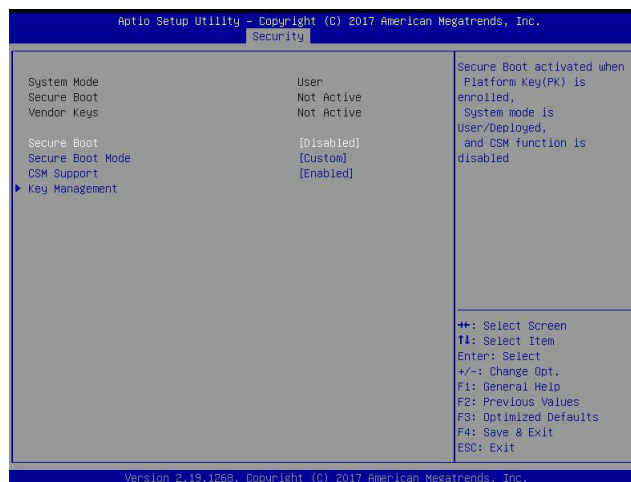 Aptio Setup Utility – Copyright (C) 2017 American Megatrends, Inc.
Security
System Mode User
Secure Boot Not Active
Vendor Keys Not Active
Secure Boot [Disabled]
Secure Boot Mode [Custom]
CSM Support [Enabled]
Key Management
Secure Boot activated when
Platform Key(PK) is
enrolled,
System mode is
User/Deployed,
and CSM function is
disabled
→←: Select Screen
↑↓: Select Item
Enter: Select
+/-: Change Opt.
F1: General Help
F2: Previous Values
F3: Optimized Defaults
F4: Save & Exit
ESC: Exit
Version 2.19.1268. Copyright (C) 2017 American Megatrends, Inc.